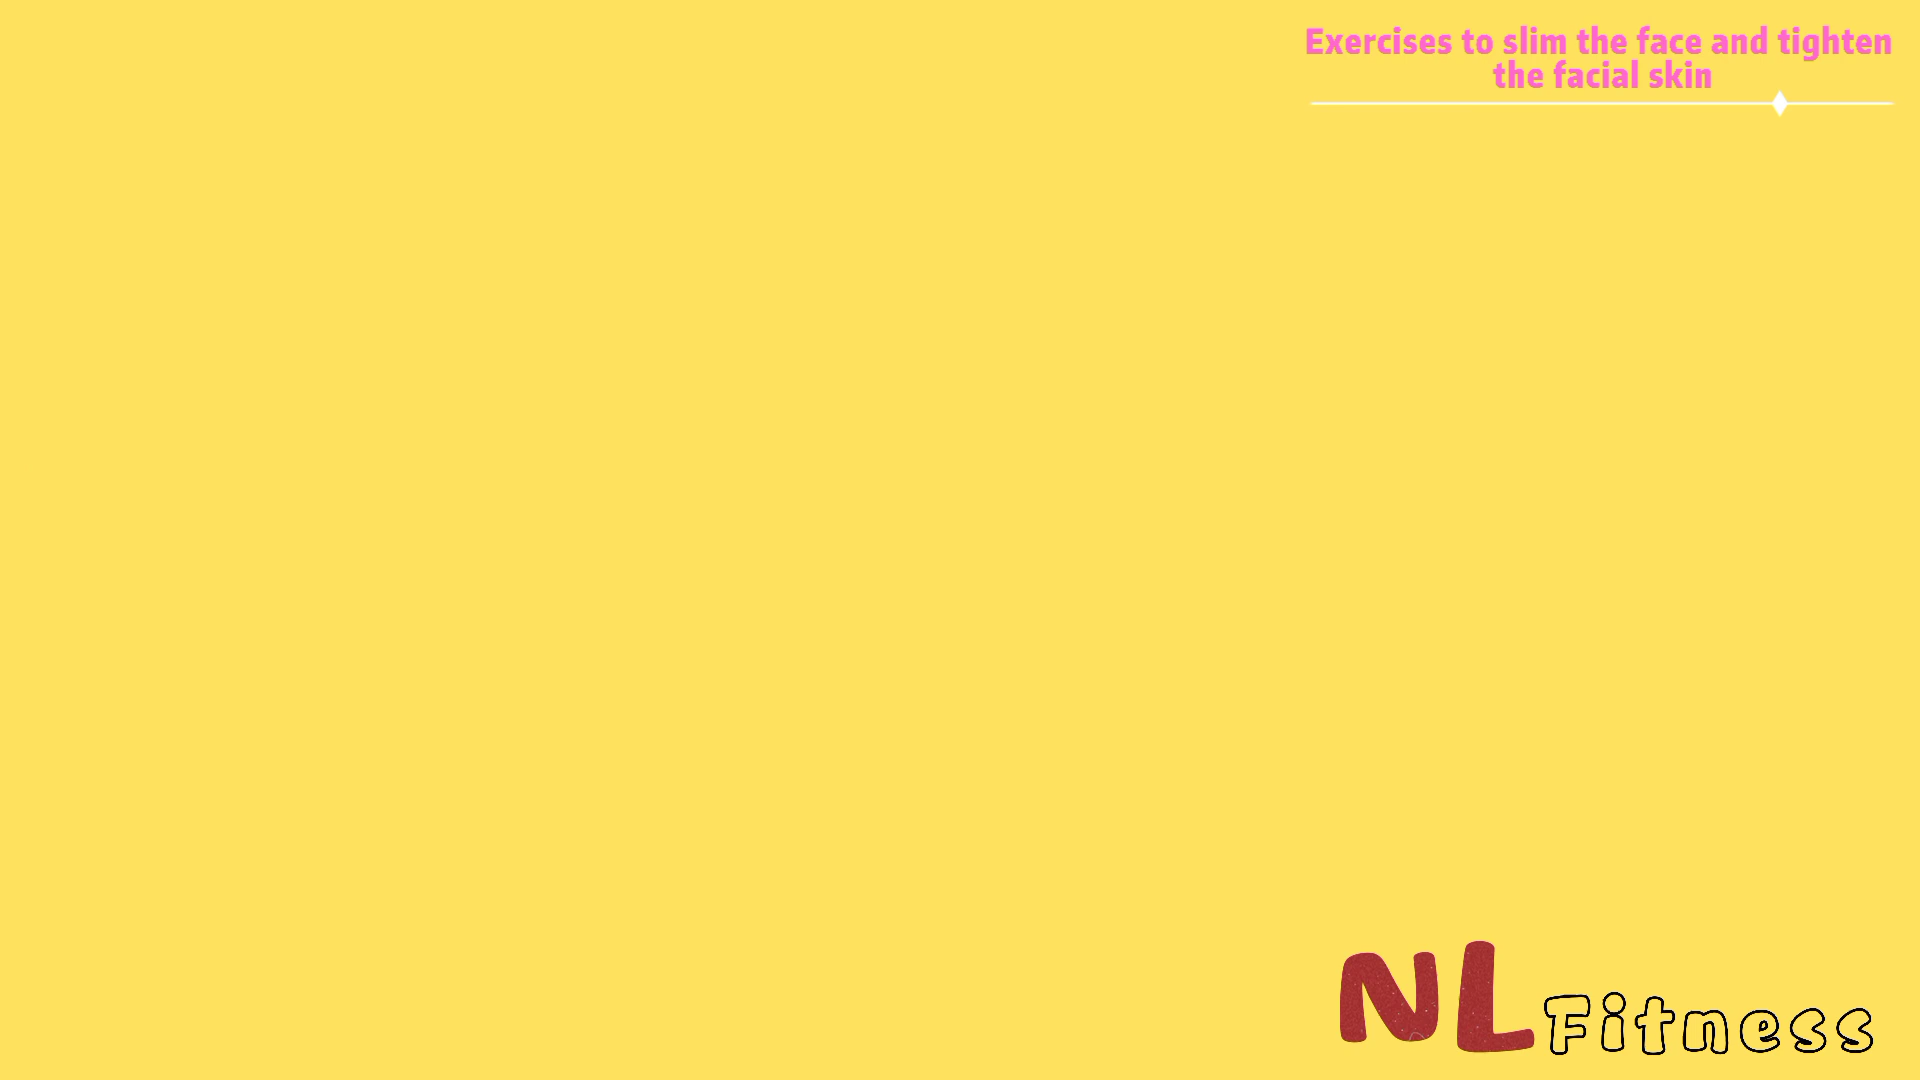 Exercises to slim the face and tighten
the facial skin
NL Fitness